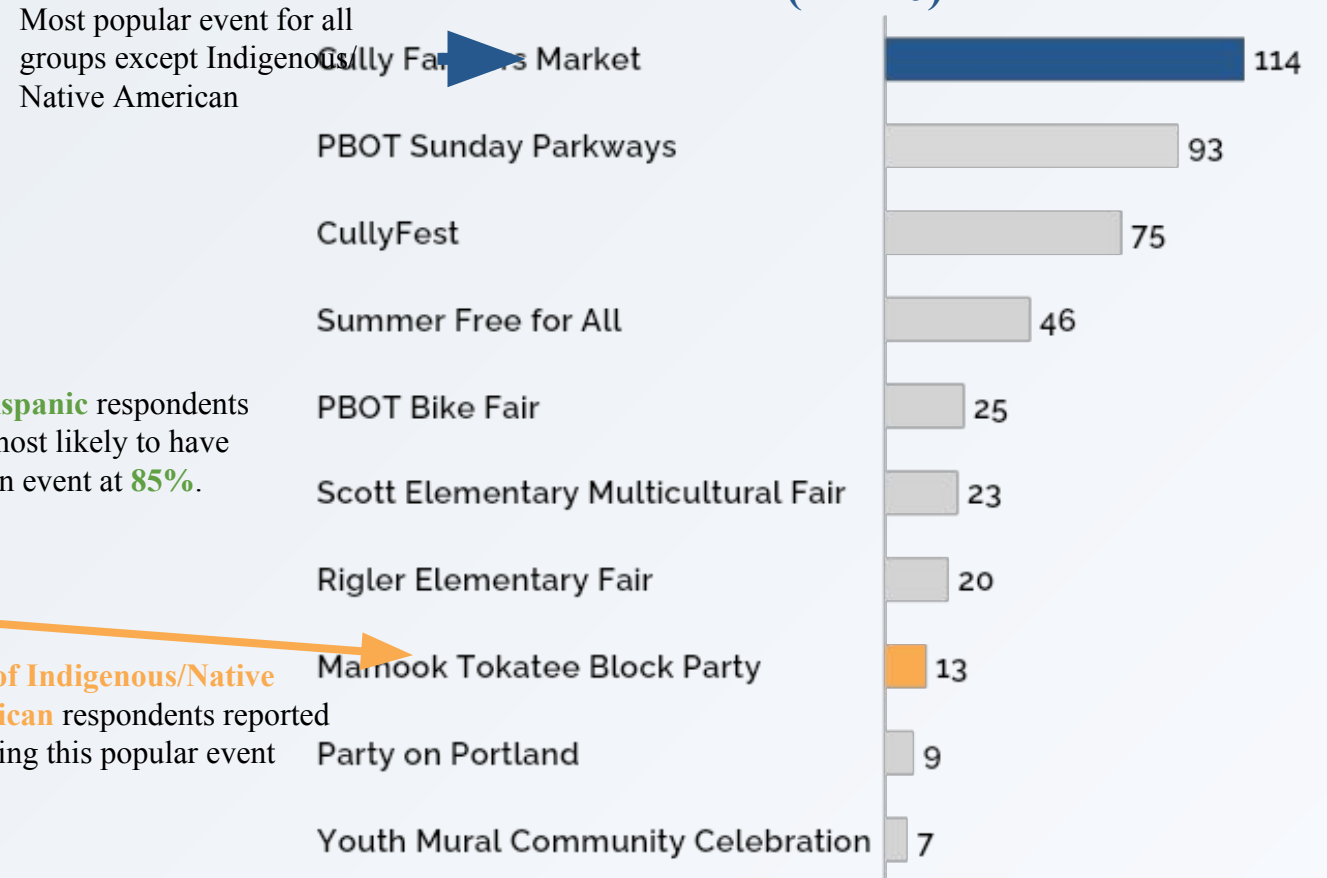 Most popular event for all
groups except Indigenous/
Native American
Cully Farmers Market
114
PBOT Sunday Parkways
93
CullyFest
75
Summer Free for All
46
ispanic respondents
most likely to have
n event at 85%.
PBOT Bike Fair
25
Scott Elementary Multicultural Fair
23
Rigler Elementary Fair
20
of Indigenous/Native
ican respondents reported
ing this popular event
Mamook Tokatee Block Party
13
Party on Portland
9
Youth Mural Community Celebration
7